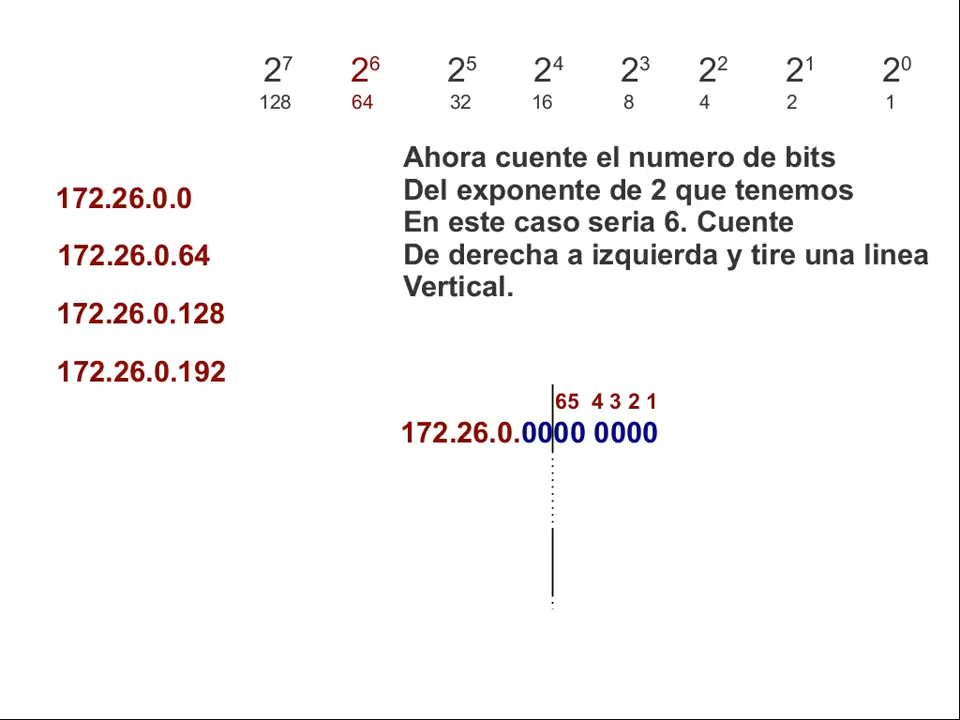 2⁷ 2⁶ 2⁵ 2⁴ 2³ 2² 2¹ 2⁰
128 64 32 16 8 4 2 1
172.26.0.0
172.26.0.64
172.26.0.128
172.26.0.192
Ahora cuente el numero de bits
Del exponente de 2 que tenemos
En este caso seria 6. Cuente
De derecha a izquierda y tire una linea
Vertical.
65 4 3 2 1
172.26.0.0000 0000